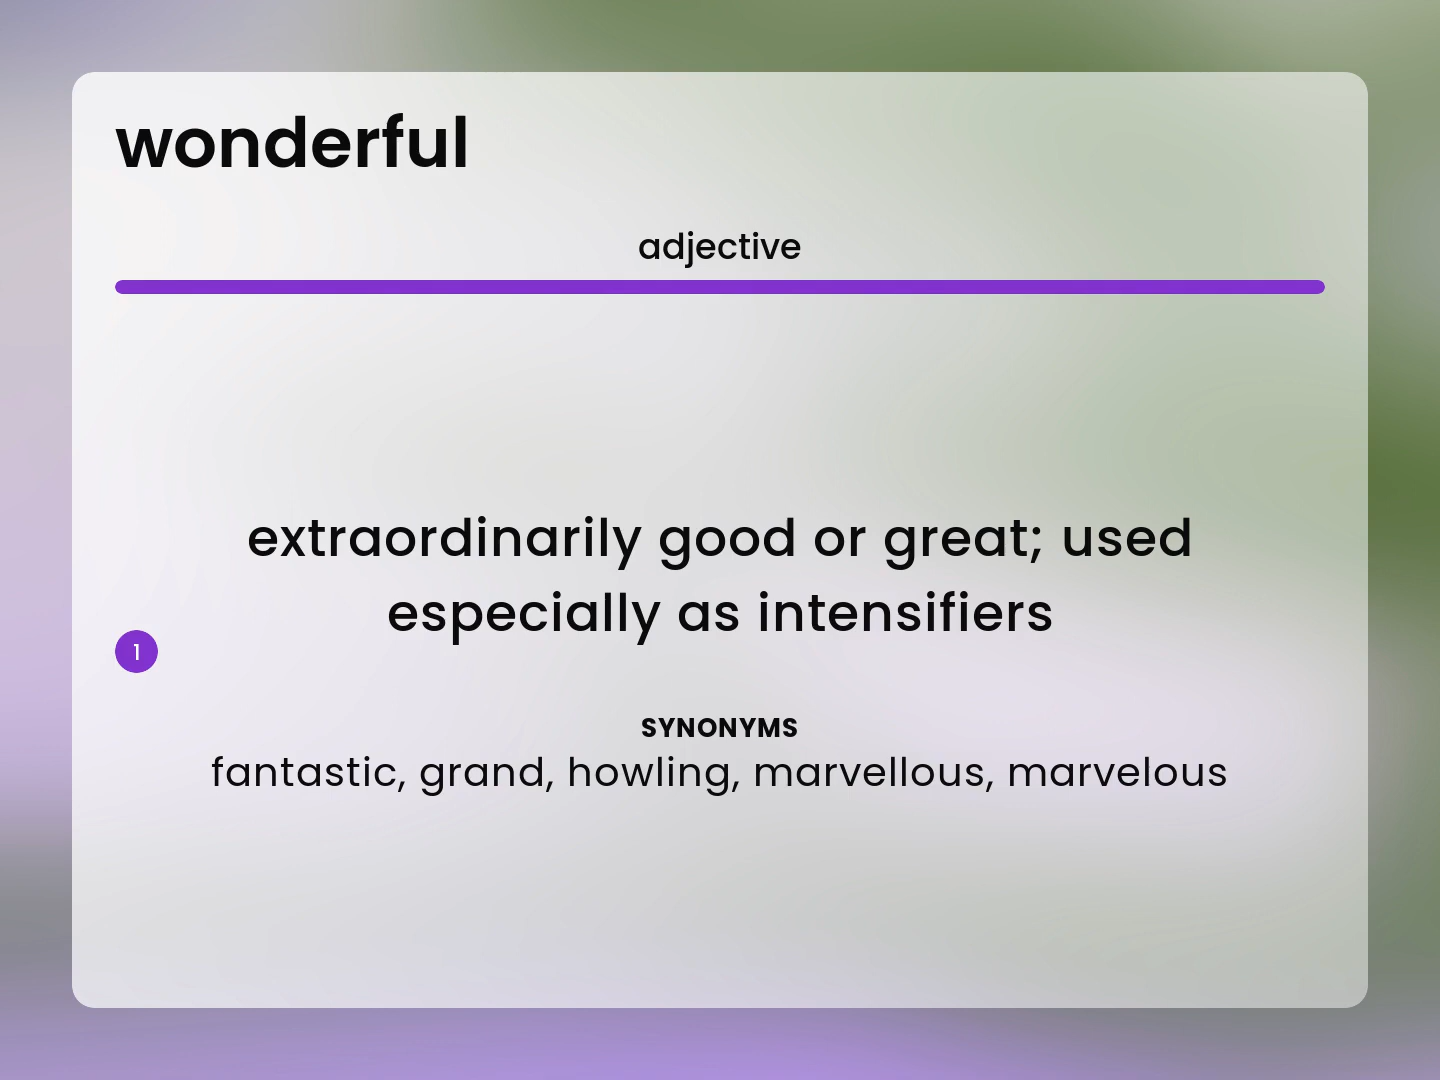 wonderful
adjective
extraordinarily good or great; used
especially as intensifiers
1
SYNONYMS
fantastic, grand, howling, marvellous, marvelous